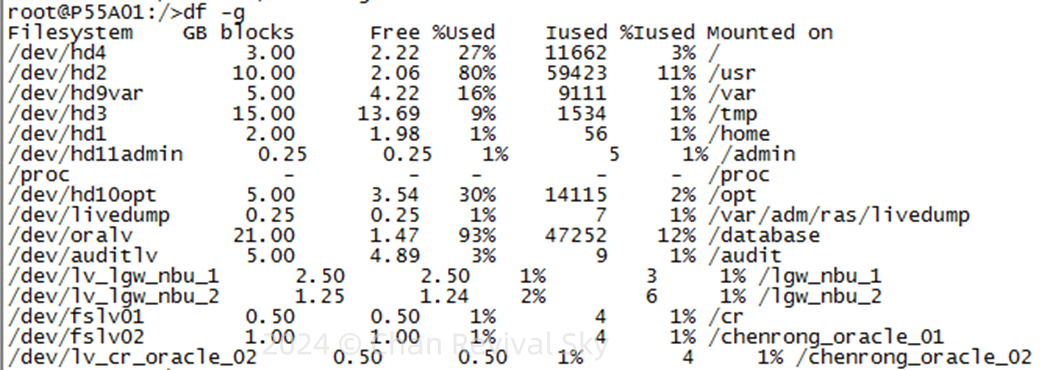 root@P55A01:/>df -g
Filesystem    GB blocks      Free %Used    Iused %Iused Mounted on
/dev/hd4           3.00      2.22   27%    11662     3% /
/dev/hd2          10.00      2.06   80%    59423    11% /usr
/dev/hd9var        5.00      4.22   16%     9111     1% /var
/dev/hd3          15.00     13.69    9%     1534     1% /tmp
/dev/hd1           2.00      1.98    1%       56     1% /home
/dev/hd11admin      0.25      0.25    1%        5     1% /admin
/proc                 -         -    -         -     -  /proc
/dev/hd10opt       5.00      3.54   30%    14115     2% /opt
/dev/livedump      0.25      0.25    1%        7     1% /var/adm/ras/livedump
/dev/oralv        21.00      1.47   93%    47252    12% /database
/dev/auditlv       5.00      4.89    3%        9     1% /audit
/dev/lv_lgw_nbu_1      2.50      2.50    1%        3     1% /lgw_nbu_1
/dev/lv_lgw_nbu_2      1.25      1.24    2%        6     1% /lgw_nbu_2
/dev/fslv01        0.50      0.50    1%        4     1% /cr
/dev/fslv02        1.00      1.00    1%        4     1% /chenrong_oracle_01
/dev/lv_cr_oracle_02      0.50      0.50    1%        4     1% /chenrong_oracle_02
2024 © Chan Revival Sky